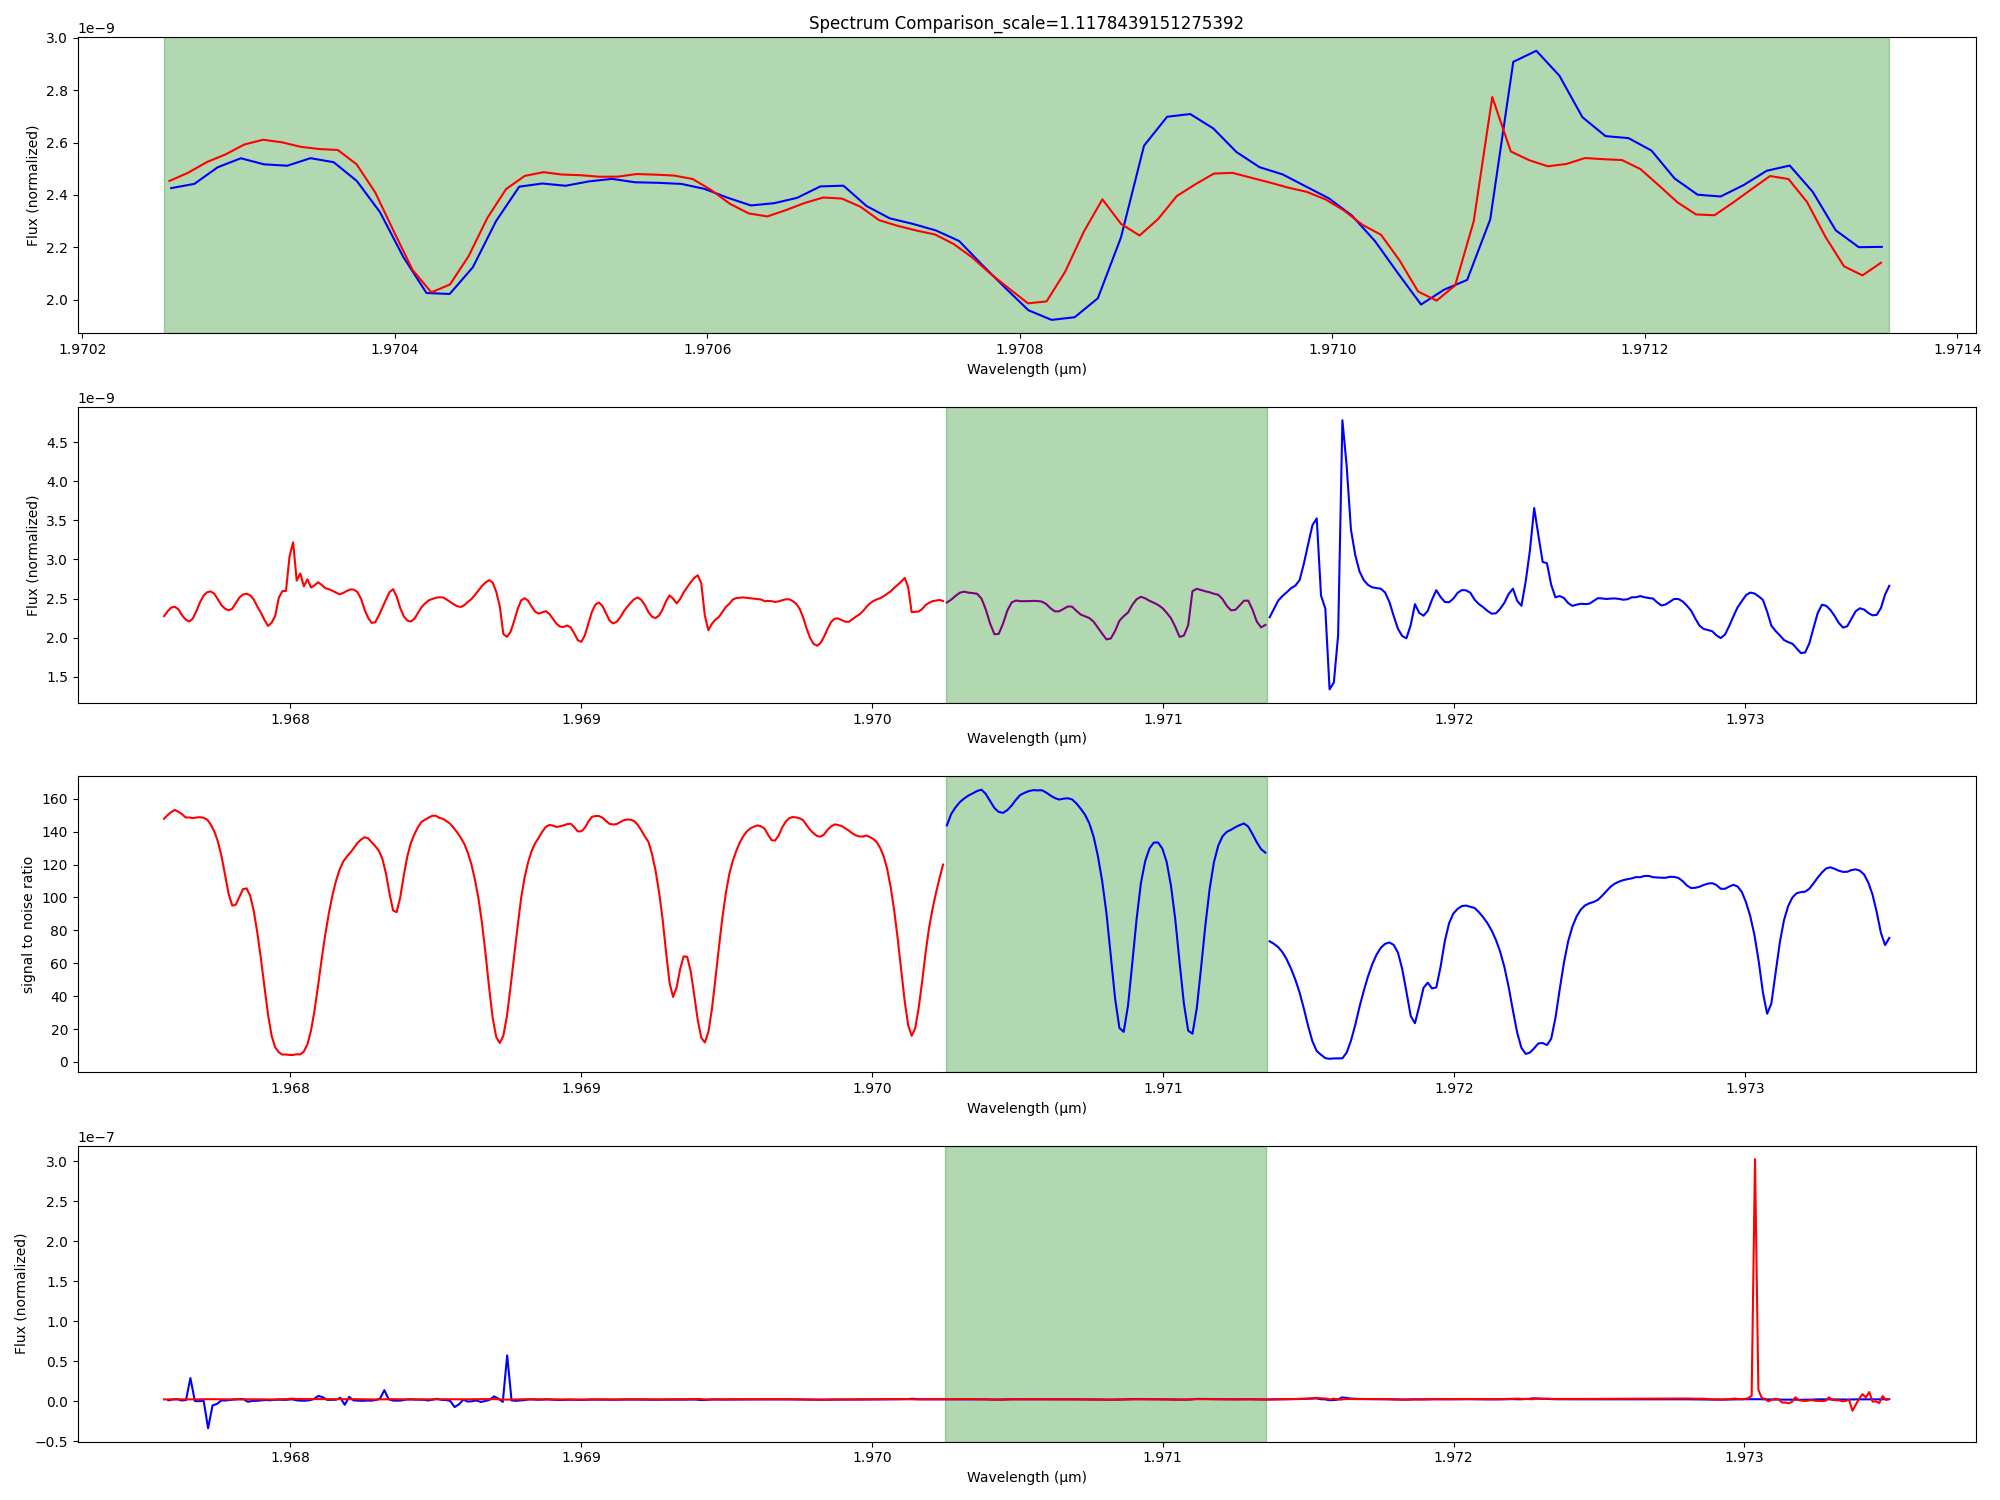 Spectrum Comparison_scale=1.1178439151275392
1e−9
3.0
2.8
2.6
2.4
2.2
2.0
Flux (normalized)
1.9702 1.9704 1.9706 1.9708 1.9710 1.9712 1.9714
Wavelength (μm)
1e−9
4.5
4.0
3.5
3.0
2.5
2.0
1.5
Flux (normalized)
1.968 1.969 1.970 1.971 1.972 1.973
Wavelength (μm)
160
140
120
100
80
60
40
20
0
signal to noise ratio
1.968 1.969 1.970 1.971 1.972 1.973
Wavelength (μm)
1e−7
3.0
2.5
2.0
1.5
1.0
0.5
0.0
−0.5
Flux (normalized)
1.968 1.969 1.970 1.971 1.972 1.973
Wavelength (μm)